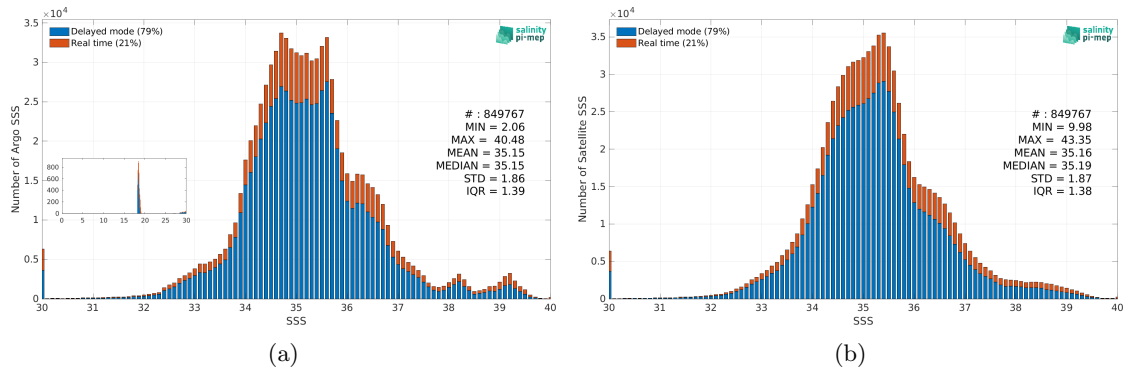 ×10⁴
Delayed mode (79%)
Real time (21%)
salinity
pi-mep
Number of Argo SSS
3.5
3
2.5
2
1.5
1
0.5
0
# : 849767
MIN = 2.06
MAX = 40.48
MEAN = 35.15
MEDIAN = 35.15
STD = 1.86
IQR = 1.39
800
600
400
200
0
0 5 10 15 20 25 30
30 31 32 33 34 35 36 37 38 39 40
SSS
(a)
×10⁴
Delayed mode (79%)
Real time (21%)
salinity
pi-mep
Number of Satellite SSS
3.5
3
2.5
2
1.5
1
0.5
0
# : 849767
MIN = 9.98
MAX = 43.35
MEAN = 35.16
MEDIAN = 35.19
STD = 1.87
IQR = 1.38
30 31 32 33 34 35 36 37 38 39 40
SSS
(b)